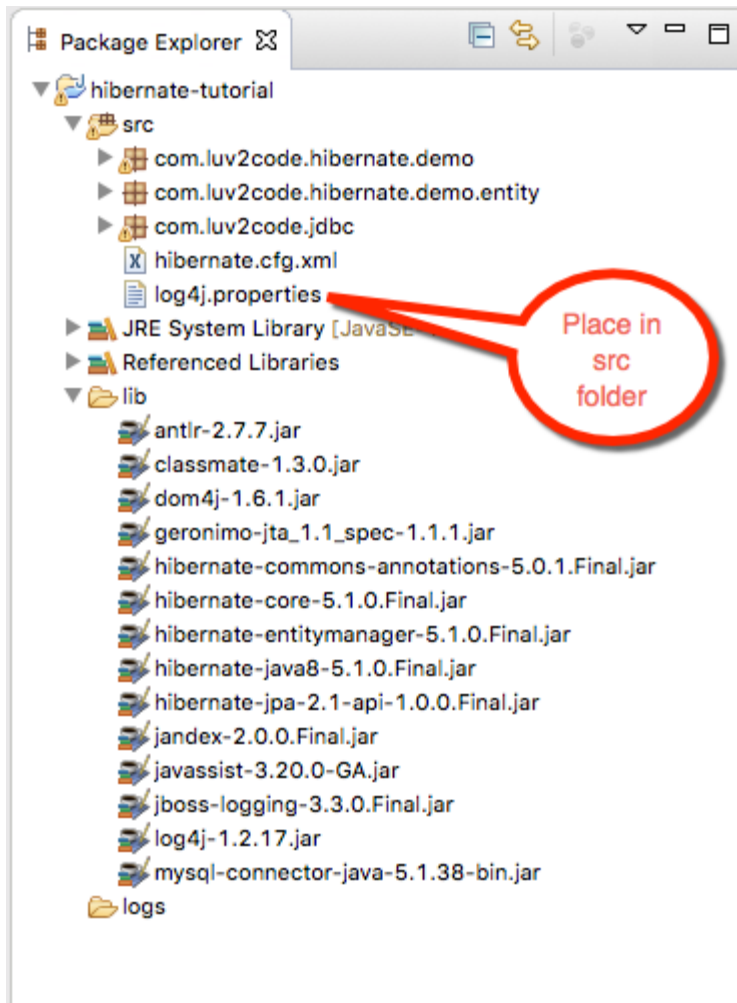 Package Explorer
hibernate-tutorial
src
com.luv2code.hibernate.demo
com.luv2code.hibernate.demo.entity
com.luv2code.jdbc
hibernate.cfg.xml
log4j.properties
Place in
src
folder
JRE System Library [JavaSE
Referenced Libraries
lib
antlr-2.7.7.jar
classmate-1.3.0.jar
dom4j-1.6.1.jar
geronimo-jta_1.1_spec-1.1.1.jar
hibernate-commons-annotations-5.0.1.Final.jar
hibernate-core-5.1.0.Final.jar
hibernate-entitymanager-5.1.0.Final.jar
hibernate-java8-5.1.0.Final.jar
hibernate-jpa-2.1-api-1.0.0.Final.jar
jandex-2.0.0.Final.jar
javassist-3.20.0-GA.jar
jboss-logging-3.3.0.Final.jar
log4j-1.2.17.jar
mysql-connector-java-5.1.38-bin.jar
logs